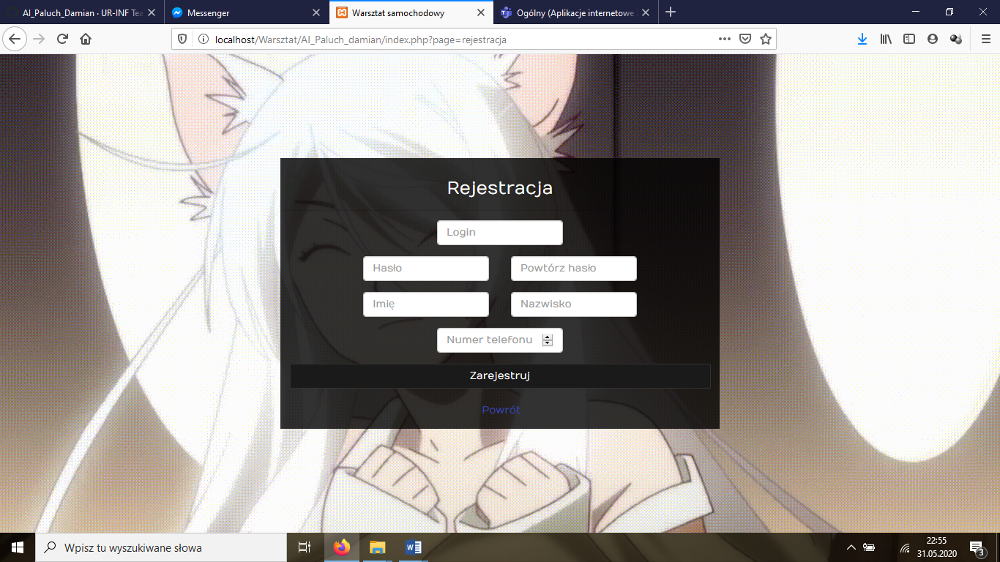 AI_Paluch_Damian · UR-INF Tea
Messenger
Warsztat samochodowy
Ogólny (Aplikacje internetowe
localhost/Warsztat/AI_Paluch_damian/index.php?page=rejestracja
Rejestracja
Login
Hasło
Powtórz hasło
Imię
Nazwisko
Numer telefonu
Zarejestruj
Powrót
Wpisz tu wyszukiwane słowa
22:55
31.05.2020
3